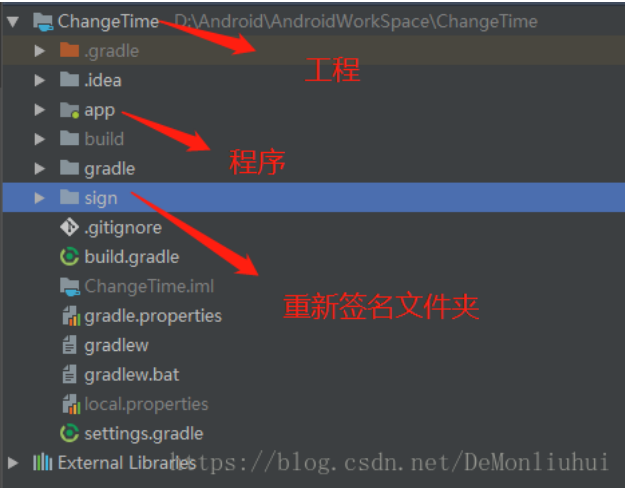 ChangeTime D:\Android\AndroidWorkSpace\ChangeTime
.gradle
工程
.idea
app
build
程序
gradle
sign
.gitignore
build.gradle
ChangeTime.iml
重新签名文件夹
gradle.properties
gradlew
gradlew.bat
local.properties
settings.gradle
External Libraries
https://blog.csdn.net/DeMonliuhui